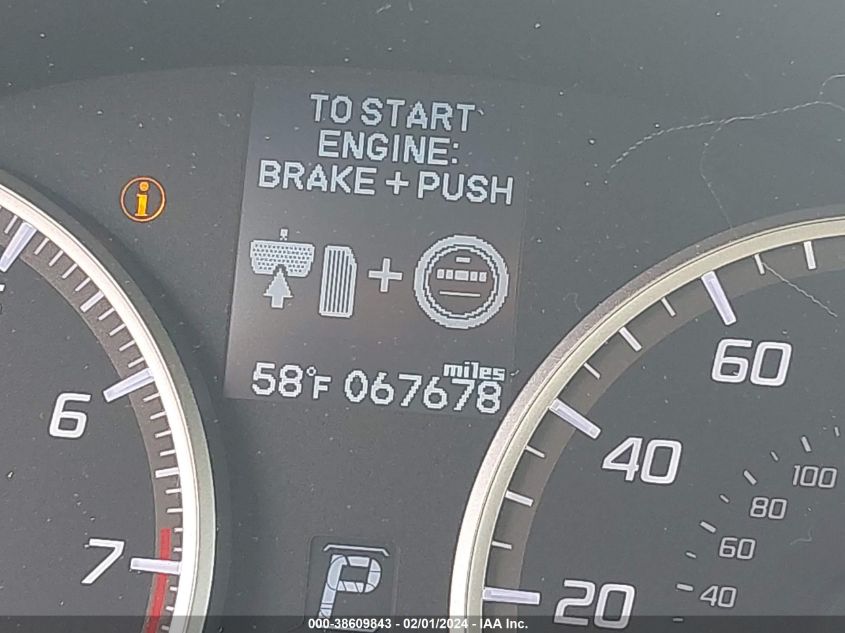 TO START
ENGINE:
BRAKE + PUSH
i
+
miles
58°F 067678
6
7
P
60
40
20
100
80
60
40
000-38609843 - 02/01/2024 - IAA Inc.